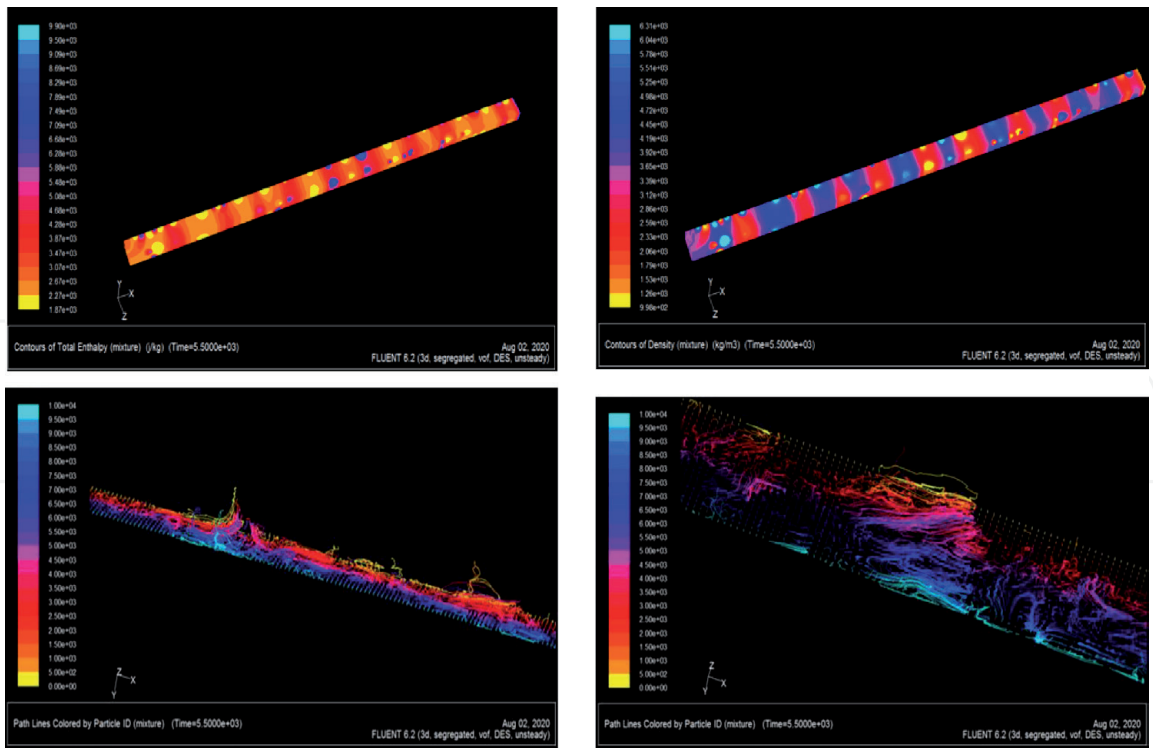 9.90e+03
9.50e+03
9.09e+03
8.69e+03
8.29e+03
7.89e+03
7.49e+03
7.09e+03
6.68e+03
6.28e+03
5.88e+03
5.48e+03
5.08e+03
4.68e+03
4.28e+03
3.87e+03
3.47e+03
3.07e+03
2.67e+03
2.27e+03
1.87e+03
Y
X
Z
Contours of Total Enthalpy (mixture) (j/kg) (Time=5.5000e+03)
Aug 02, 2020
FLUENT 6.2 (3d, segregated, vof, DES, unsteady)
6.31e+03
6.04e+03
5.78e+03
5.51e+03
5.25e+03
4.98e+03
4.72e+03
4.45e+03
4.19e+03
3.92e+03
3.65e+03
3.39e+03
3.12e+03
2.86e+03
2.59e+03
2.33e+03
2.06e+03
1.79e+03
1.53e+03
1.26e+03
9.98e+02
Y
X
Z
Contours of Density (mixture) (kg/m3) (Time=5.5000e+03)
Aug 02, 2020
FLUENT 6.2 (3d, segregated, vof, DES, unsteady)
1.00e+04
9.50e+03
9.00e+03
8.50e+03
8.00e+03
7.50e+03
7.00e+03
6.50e+03
6.00e+03
5.50e+03
5.00e+03
4.50e+03
4.00e+03
3.50e+03
3.00e+03
2.50e+03
2.00e+03
1.50e+03
1.00e+03
5.00e+02
0.00e+00
Z
X
Y
Path Lines Colored by Particle ID (mixture) (Time=5.5000e+03)
Aug 02, 2020
FLUENT 6.2 (3d, segregated, vof, DES, unsteady)
1.00e+04
9.50e+03
9.00e+03
8.50e+03
8.00e+03
7.50e+03
7.00e+03
6.50e+03
6.00e+03
5.50e+03
5.00e+03
4.50e+03
4.00e+03
3.50e+03
3.00e+03
2.50e+03
2.00e+03
1.50e+03
1.00e+03
5.00e+02
0.00e+00
Z
X
Y
Path Lines Colored by Particle ID (mixture) (Time=5.5000e+03)
Aug 02, 2020
FLUENT 6.2 (3d, segregated, vof, DES, unsteady)